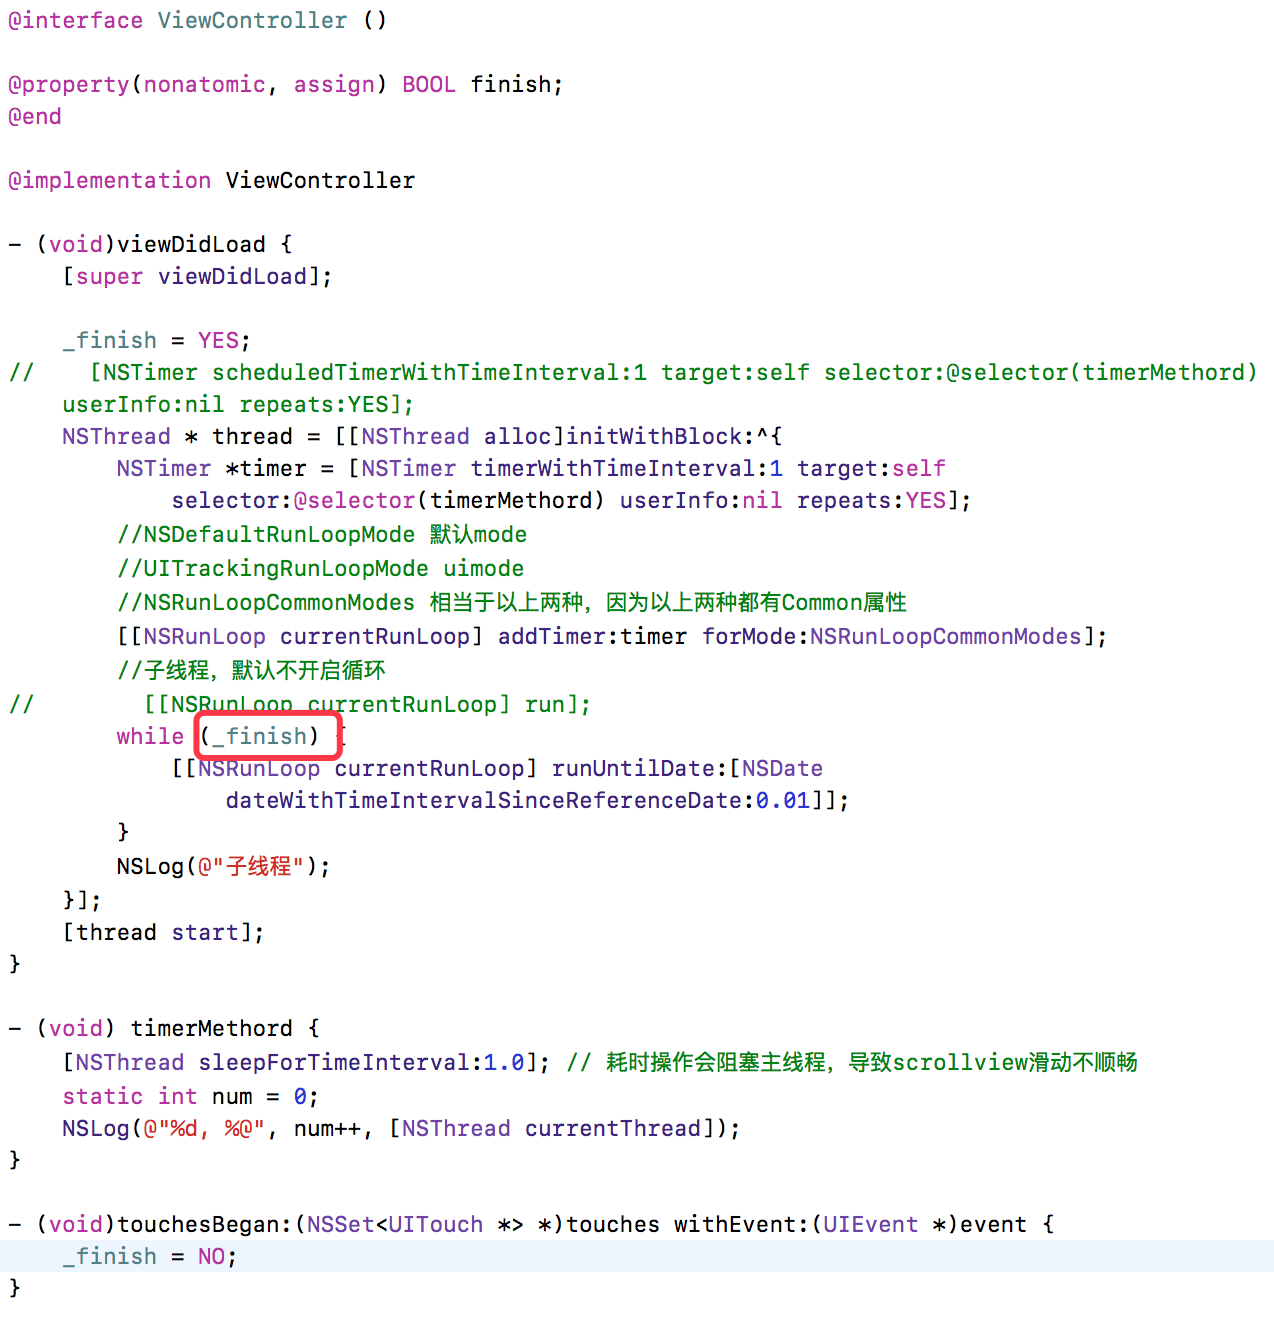 @interface ViewController ()
@property(nonatomic, assign) BOOL finish;
@end
@implementation ViewController
- (void)viewDidLoad {
[super viewDidLoad];
_finish = YES;
// [NSTimer scheduledTimerWithTimeInterval:1 target:self selector:@selector(timerMethord)
userInfo:nil repeats:YES];
NSThread * thread = [[NSThread alloc]initWithBlock:^{
NSTimer *timer = [NSTimer timerWithTimeInterval:1 target:self
selector:@selector(timerMethord) userInfo:nil repeats:YES];
//NSDefaultRunLoopMode 默认mode
//UITrackingRunLoopMode uimode
//NSRunLoopCommonModes 相当于以上两种，因为以上两种都有Common属性
[[NSRunLoop currentRunLoop] addTimer:timer forMode:NSRunLoopCommonModes];
//子线程，默认不开启循环
// [[NSRunLoop currentRunLoop] run];
while (_finish) {
[[NSRunLoop currentRunLoop] runUntilDate:[NSDate
dateWithTimeIntervalSinceReferenceDate:0.01]];
}
NSLog(@"子线程");
}];
[thread start];
}
- (void) timerMethord {
[NSThread sleepForTimeInterval:1.0]; // 耗时操作会阻塞主线程，导致scrollview滑动不顺畅
static int num = 0;
NSLog(@"%d, %@", num++, [NSThread currentThread]);
}
- (void)touchesBegan:(NSSet<UITouch *> *)touches withEvent:(UIEvent *)event {
_finish = NO;
}